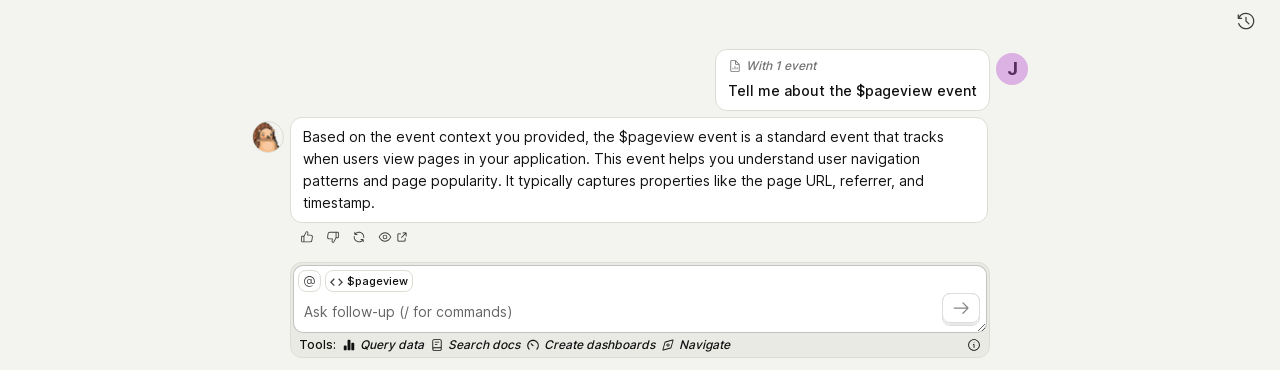 With 1 event
Tell me about the $pageview event
J
Based on the event context you provided, the $pageview event is a standard event that tracks
when users view pages in your application. This event helps you understand user navigation
patterns and page popularity. It typically captures properties like the page URL, referrer, and
timestamp.
@ $pageview
Ask follow-up (/ for commands)
Tools: Query data Search docs Create dashboards Navigate